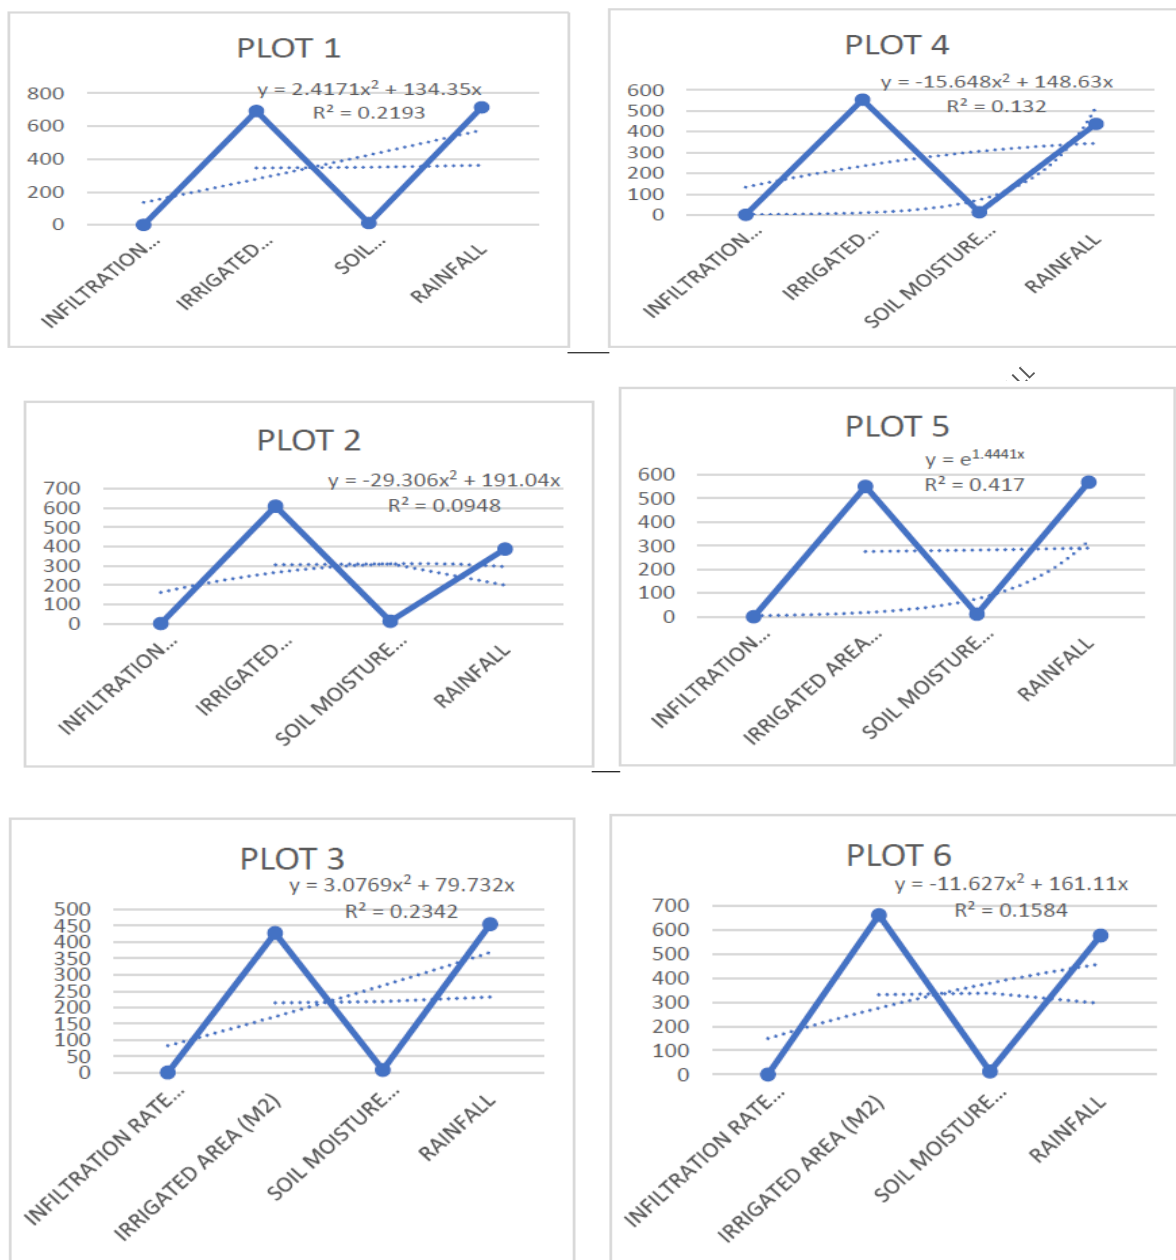 PLOT 1
y = 2.4171x² + 134.35x
R² = 0.2193
800
600
400
200
0
INFILTRATION...
IRRIGATED...
SOIL...
RAINFALL
PLOT 4
y = -15.648x² + 148.63x
R² = 0.132
600
500
400
300
200
100
0
INFILTRATION...
IRRIGATED...
SOIL MOISTURE...
RAINFALL
PLOT 2
y = -29.306x² + 191.04x
R² = 0.0948
700
600
500
400
300
200
100
0
INFILTRATION...
IRRIGATED...
SOIL MOISTURE...
RAINFALL
PLOT 5
y = e^1.4441x
R² = 0.417
600
500
400
300
200
100
0
INFILTRATION...
IRRIGATED AREA...
SOIL MOISTURE...
RAINFALL
PLOT 3
y = 3.0769x² + 79.732x
R² = 0.2342
500
450
400
350
300
250
200
150
100
50
0
INFILTRATION RATE...
IRRIGATED AREA (M2)
SOIL MOISTURE...
RAINFALL
PLOT 6
y = -11.627x² + 161.11x
R² = 0.1584
700
600
500
400
300
200
100
0
INFILTRATION RATE...
IRRIGATED AREA (M2)
SOIL MOISTURE...
RAINFALL